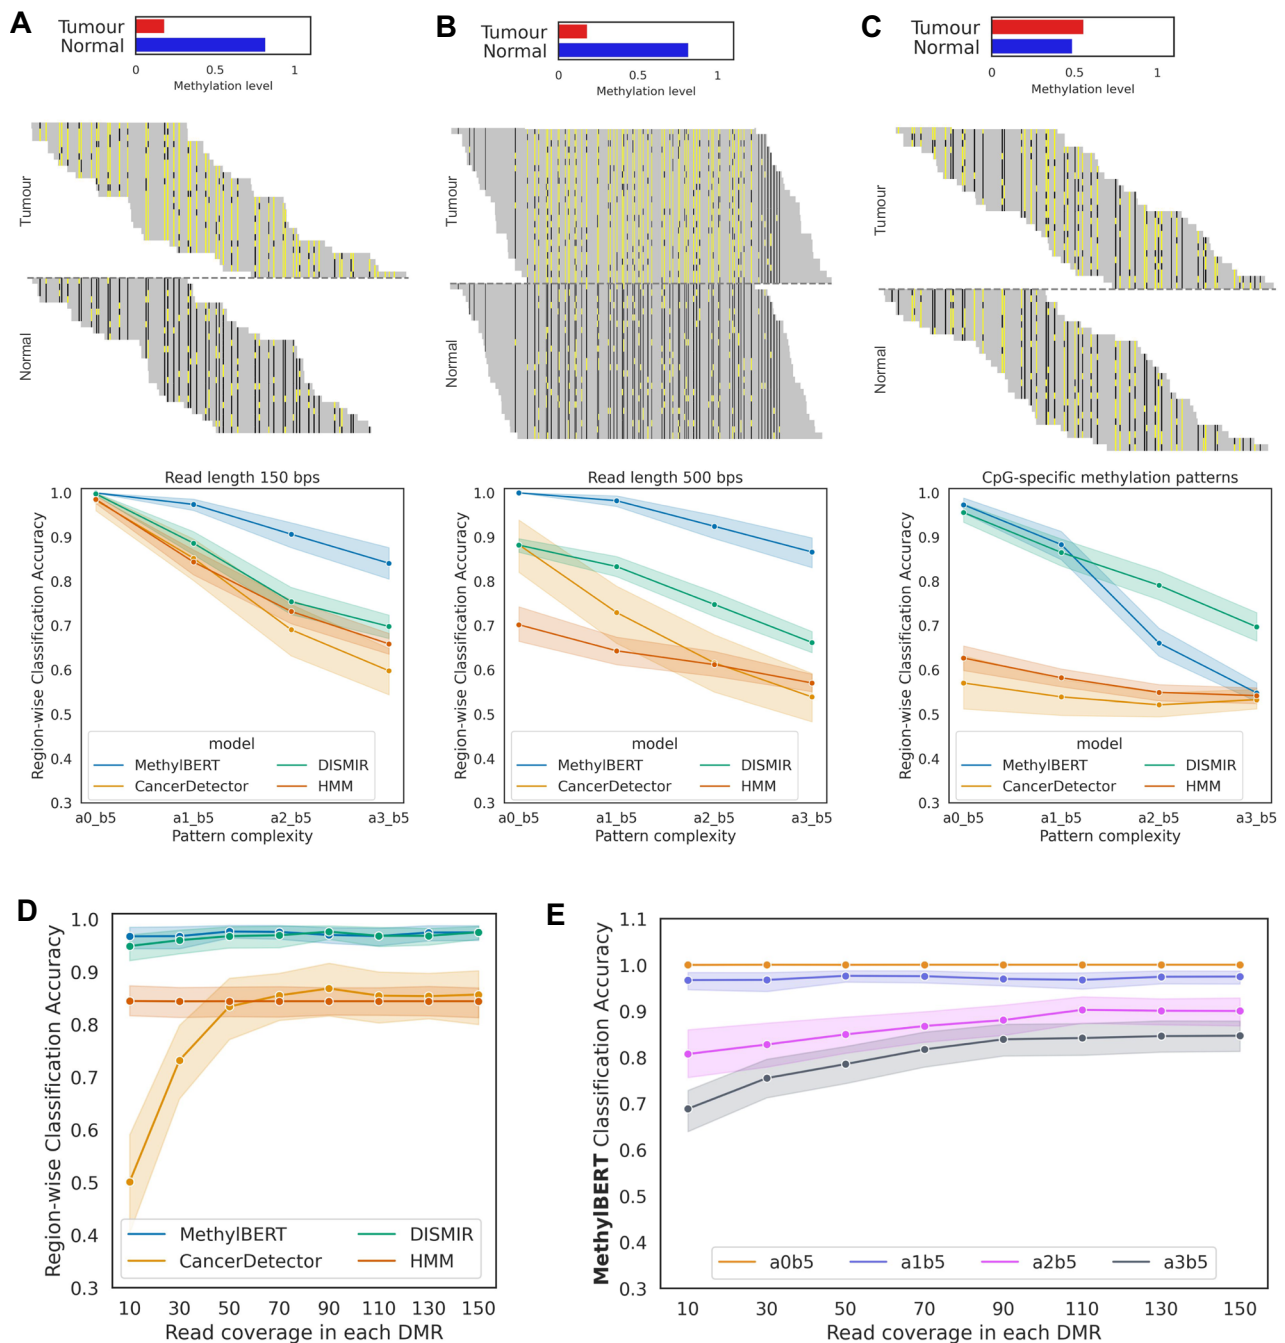 A
Tumour
Normal
0 0.5 1
Methylation level
Tumour
Normal
Read length 150 bps
Region-wise Classification Accuracy
1.0
0.9
0.8
0.7
0.6
0.5
0.4
0.3
model
MethylBERT DISMIR
CancerDetector HMM
a0_b5 a1_b5 a2_b5 a3_b5
Pattern complexity
B
Tumour
Normal
0 0.5 1
Methylation level
Tumour
Normal
Read length 500 bps
Region-wise Classification Accuracy
1.0
0.9
0.8
0.7
0.6
0.5
0.4
0.3
model
MethylBERT DISMIR
CancerDetector HMM
a0_b5 a1_b5 a2_b5 a3_b5
Pattern complexity
C
Tumour
Normal
0 0.5 1
Methylation level
Tumour
Normal
CpG-specific methylation patterns
Region-wise Classification Accuracy
1.0
0.9
0.8
0.7
0.6
0.5
0.4
0.3
model
MethylBERT DISMIR
CancerDetector HMM
a0_b5 a1_b5 a2_b5 a3_b5
Pattern complexity
D
Region-wise Classification Accuracy
1.0
0.9
0.8
0.7
0.6
0.5
0.4
0.3
MethylBERT DISMIR
CancerDetector HMM
10 30 50 70 90 110 130 150
Read coverage in each DMR
E
MethylBERT Classification Accuracy
1.1
1.0
0.9
0.8
0.7
0.6
0.5
0.4
0.3
a0b5 a1b5 a2b5 a3b5
10 30 50 70 90 110 130 150
Read coverage in each DMR